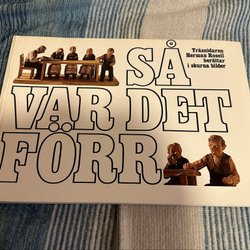 SÅ
Träsnidaren
Herman Rosell
berättar
i skurna bilder
VAR DET
FÖRR